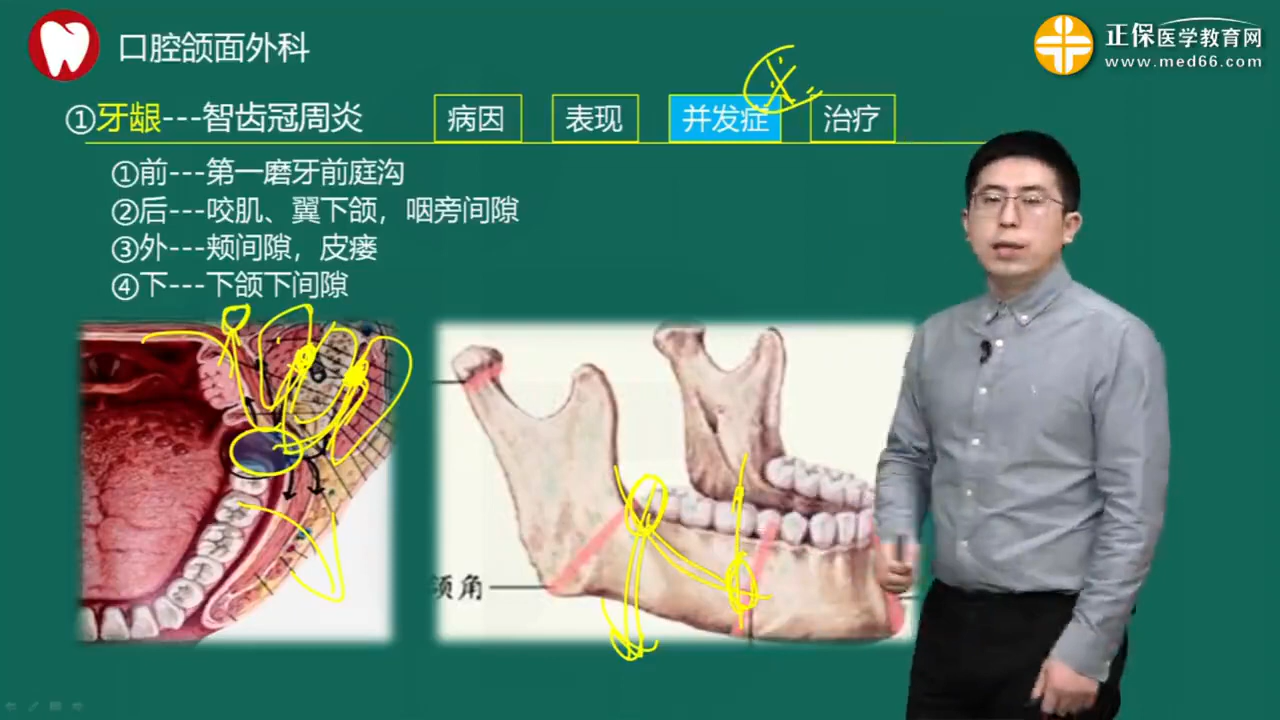 口腔颌面外科
正保医学教育网
www.med66.com
①牙龈---智齿冠周炎
病因
表现
并发症
治疗
①前---第一磨牙前庭沟
②后---咬肌、翼下颌，咽旁间隙
③外---颊间隙，皮瘘
④下---下颌下间隙
颌角